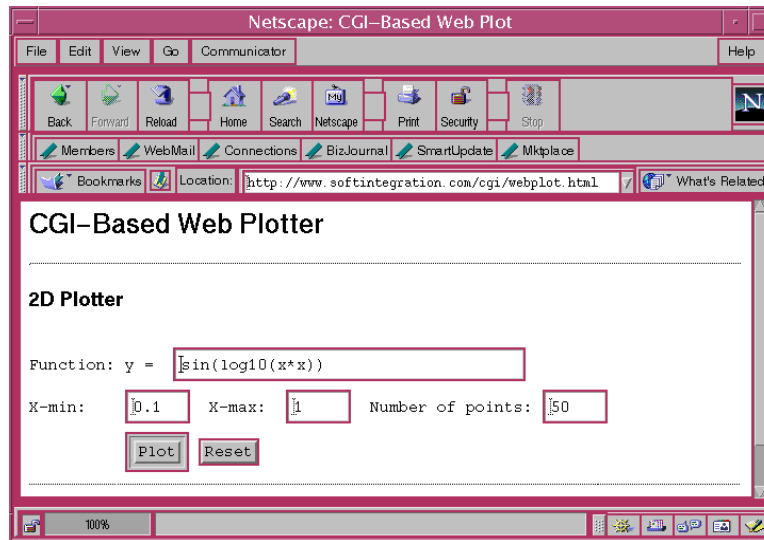 Netscape: CGI-Based Web Plot
File Edit View Go Communicator Help
Back Forward Reload Home Search Netscape Print Security Stop
My
N
Members WebMail Connections BizJournal SmartUpdate Mktplace
Bookmarks Location: http://www.softintegration.com/cgi/webplot.html What's Related
CGI-Based Web Plotter
2D Plotter
Function: y = sin(log10(x*x))
X-min: 0.1 X-max: 1 Number of points: 50
Plot Reset
100%